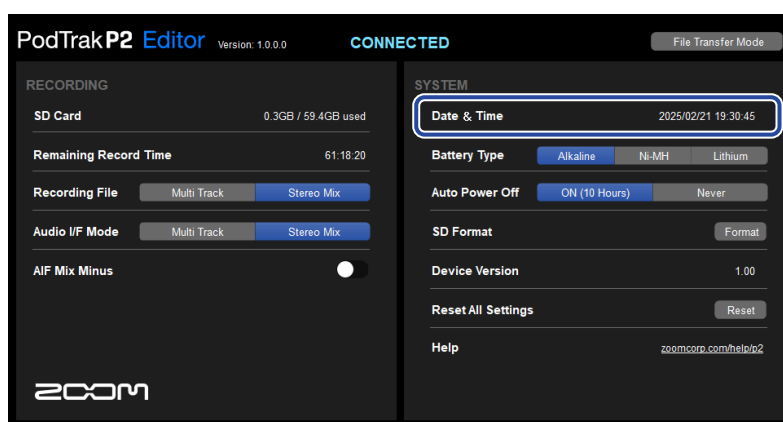 PodTrak P2 Editor Version: 1.0.0.0 CONNECTED File Transfer Mode
RECORDING
SD Card 0.3GB / 59.4GB used
Remaining Record Time 61:18:20
Recording File Multi Track Stereo Mix
Audio I/F Mode Multi Track Stereo Mix
AIF Mix Minus
zoom
SYSTEM
Date & Time 2025/02/21 19:30:45
Battery Type Alkaline Ni-MH Lithium
Auto Power Off ON (10 Hours) Never
SD Format Format
Device Version 1.00
Reset All Settings Reset
Help zoomcorp.com/help/p2